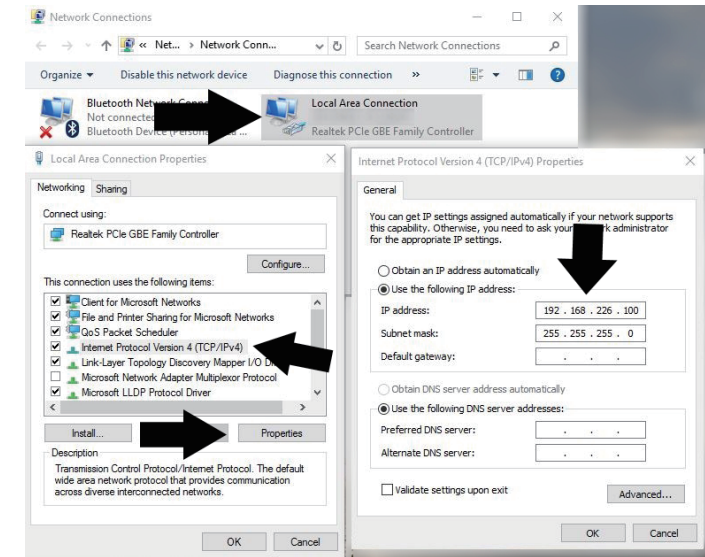 Network Connections
« Net... > Network Conn...
Search Network Connections
Organize
Disable this network device
Diagnose this connection
»
Bluetooth
Not connected
Bluetooth Device
Local Area Connection
Realtek PCIe GBE Family Controller
Local Area Connection Properties
Networking
Sharing
Connect using:
Realtek PCIe GBE Family Controller
Configure...
This connection uses the following items:
Client for Microsoft Networks
File and Printer Sharing for Microsoft Networks
QoS Packet Scheduler
Internet Protocol Version 4 (TCP/IPv4)
Link-Layer Topology Discovery Mapper I/O
Microsoft Network Adapter Multiplexor Protocol
Microsoft LLDP Protocol Driver
Install...
Properties
Description
Transmission Control Protocol/Internet Protocol. The default
wide area network protocol that provides communication
across diverse interconnected networks.
OK
Cancel
Internet Protocol Version 4 (TCP/IPv4) Properties
General
You can get IP settings assigned automatically if your network supports
this capability. Otherwise, you need to ask your administrator
for the appropriate IP settings.
Obtain an IP address automatically
Use the following IP address:
IP address:
192 . 168 . 226 . 100
Subnet mask:
255 . 255 . 255 . 0
Default gateway:
. . .
Obtain DNS server address automatically
Use the following DNS server addresses:
Preferred DNS server:
. . .
Alternate DNS server:
. . .
Validate settings upon exit
Advanced...
OK
Cancel